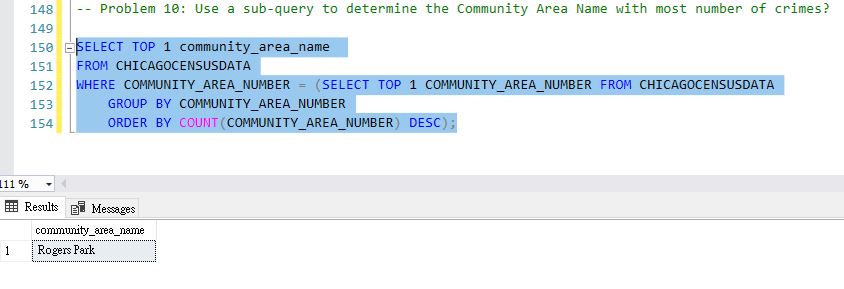 148 -- Problem 10: Use a sub-query to determine the Community Area Name with most number of crimes?
149
150 SELECT TOP 1 community_area_name
151 FROM CHICAGOCENSUSDATA
152 WHERE COMMUNITY_AREA_NUMBER = (SELECT TOP 1 COMMUNITY_AREA_NUMBER FROM CHICAGOCENSUSDATA
153 GROUP BY COMMUNITY_AREA_NUMBER
154 ORDER BY COUNT(COMMUNITY_AREA_NUMBER) DESC);
111 %
Results Messages
community_area_name
1 Rogers Park